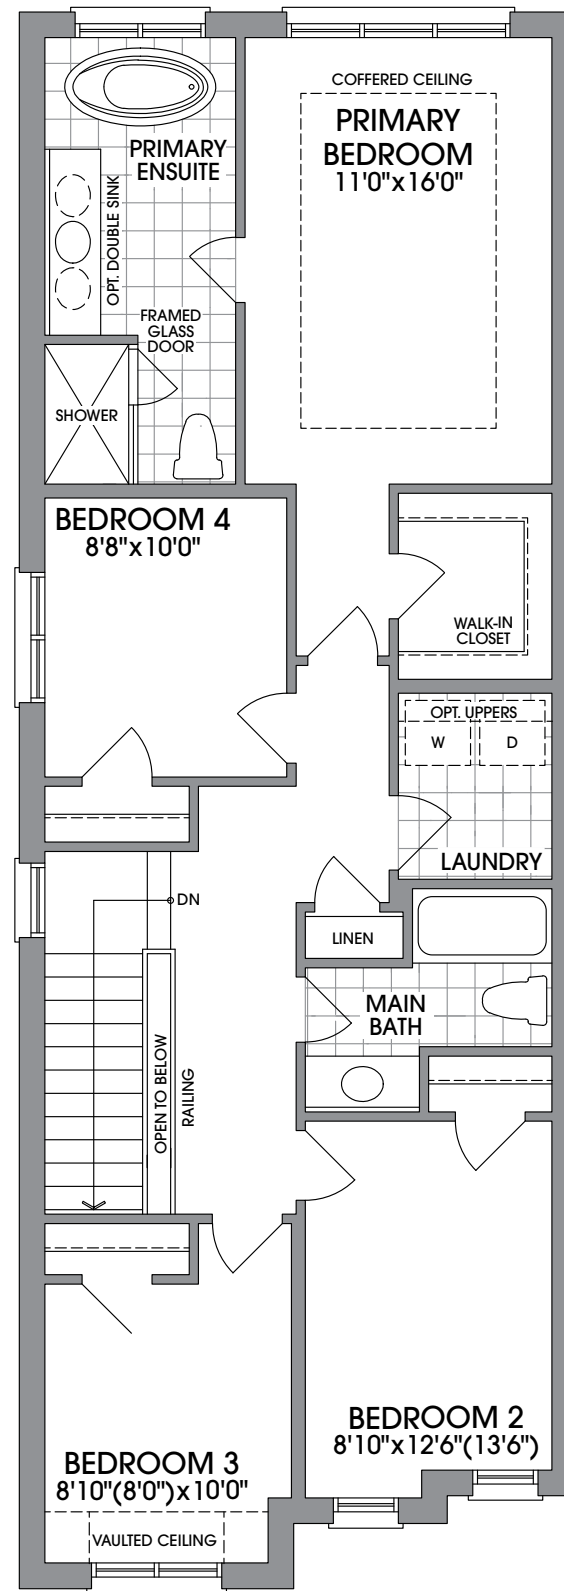 COFFERED CEILING
PRIMARY
BEDROOM
11'0"x16'0"
PRIMARY
ENSUITE
OPT. DOUBLE SINK
FRAMED
GLASS
DOOR
SHOWER
BEDROOM 4
8'8"x10'0"
WALK-IN
CLOSET
OPT. UPPERS
W
D
LAUNDRY
DN
LINEN
MAIN
BATH
OPEN TO BELOW
RAILING
BEDROOM 2
8'10"x12'6"(13'6")
BEDROOM 3
8'10"(8'0")x10'0"
VAULTED CEILING